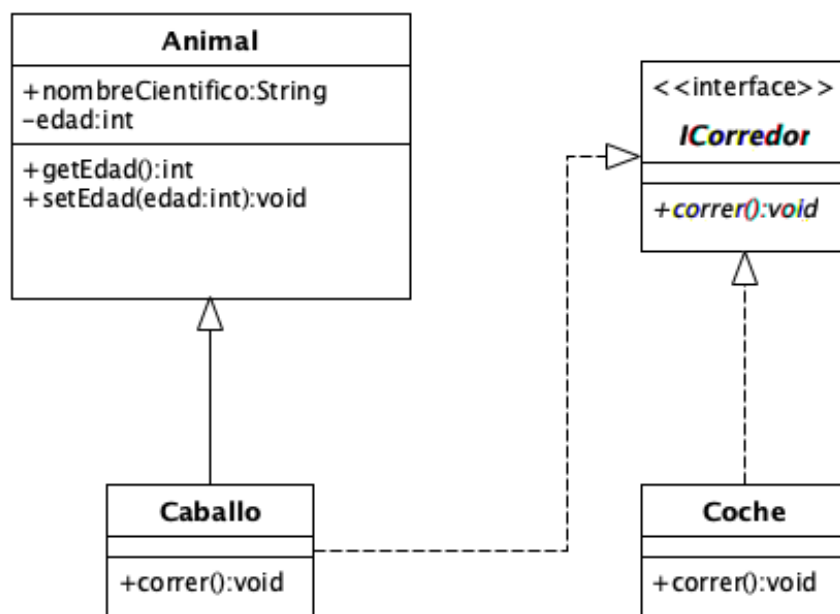 Animal
+nombreCientifico:String
-edad:int
+getEdad():int
+setEdad(edad:int):void
<<interface>>
ICorredor
+correr():void
Caballo
+correr():void
Coche
+correr():void